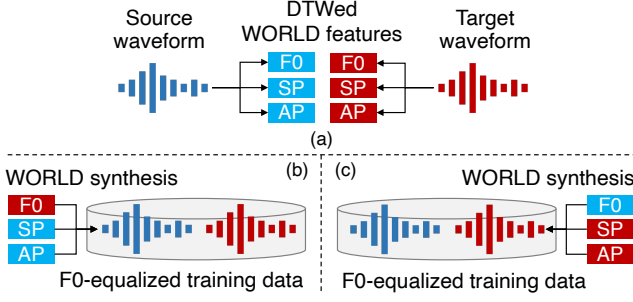 Source
waveform
DTWed
WORLD features
Target
waveform
F0 F0
SP SP
AP AP
(a)
WORLD synthesis
(b)
F0
SP
AP
F0-equalized training data
(c)
WORLD synthesis
F0
SP
AP
F0-equalized training data